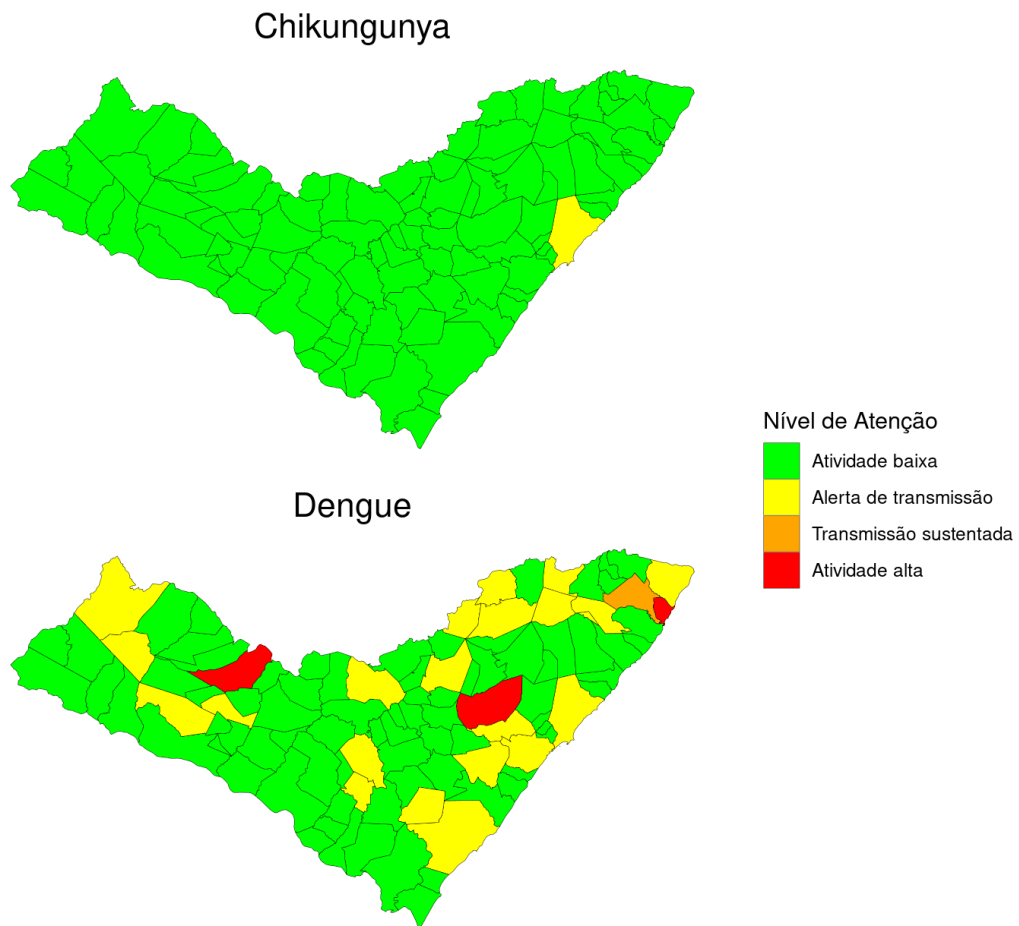 Chikungunya
Dengue
Nível de Atenção
Atividade baixa
Alerta de transmissão
Transmissão sustentada
Atividade alta